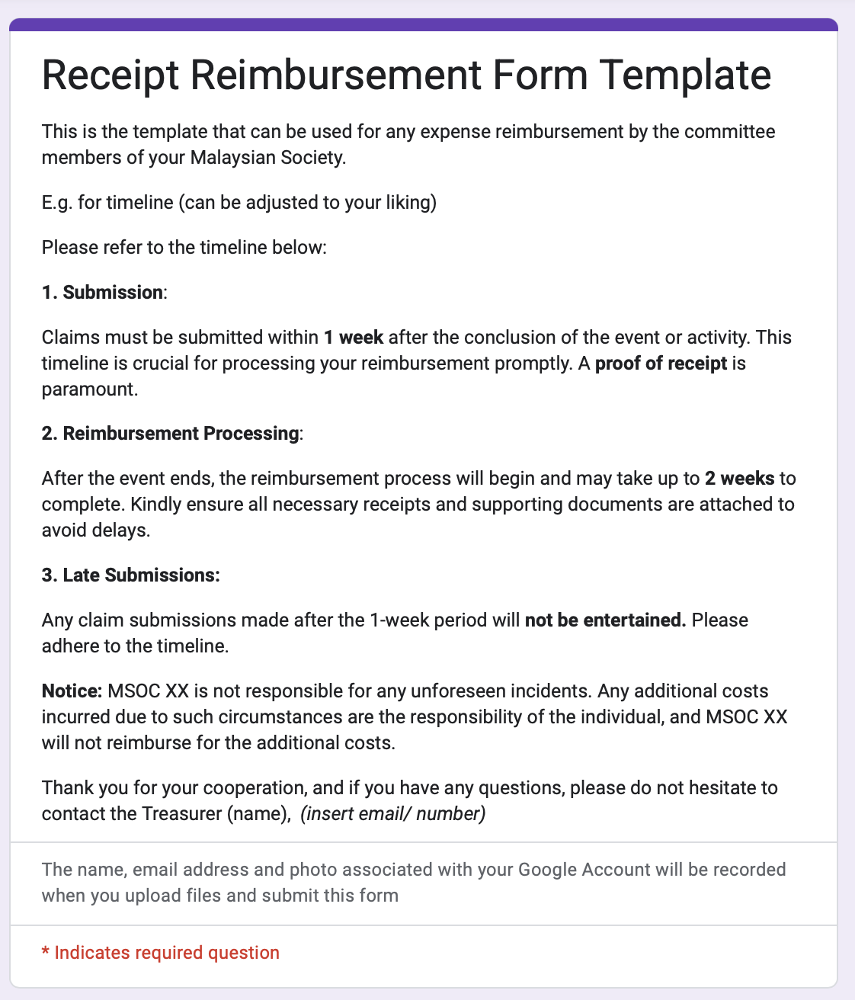 Receipt Reimbursement Form Template
This is the template that can be used for any expense reimbursement by the committee
members of your Malaysian Society.
E.g. for timeline (can be adjusted to your liking)
Please refer to the timeline below:
1. Submission:
Claims must be submitted within 1 week after the conclusion of the event or activity. This
timeline is crucial for processing your reimbursement promptly. A proof of receipt is
paramount.
2. Reimbursement Processing:
After the event ends, the reimbursement process will begin and may take up to 2 weeks to
complete. Kindly ensure all necessary receipts and supporting documents are attached to
avoid delays.
3. Late Submissions:
Any claim submissions made after the 1-week period will not be entertained. Please
adhere to the timeline.
Notice: MSOC XX is not responsible for any unforeseen incidents. Any additional costs
incurred due to such circumstances are the responsibility of the individual, and MSOC XX
will not reimburse for the additional costs.
Thank you for your cooperation, and if you have any questions, please do not hesitate to
contact the Treasurer (name), (insert email/ number)
The name, email address and photo associated with your Google Account will be recorded
when you upload files and submit this form
* Indicates required question